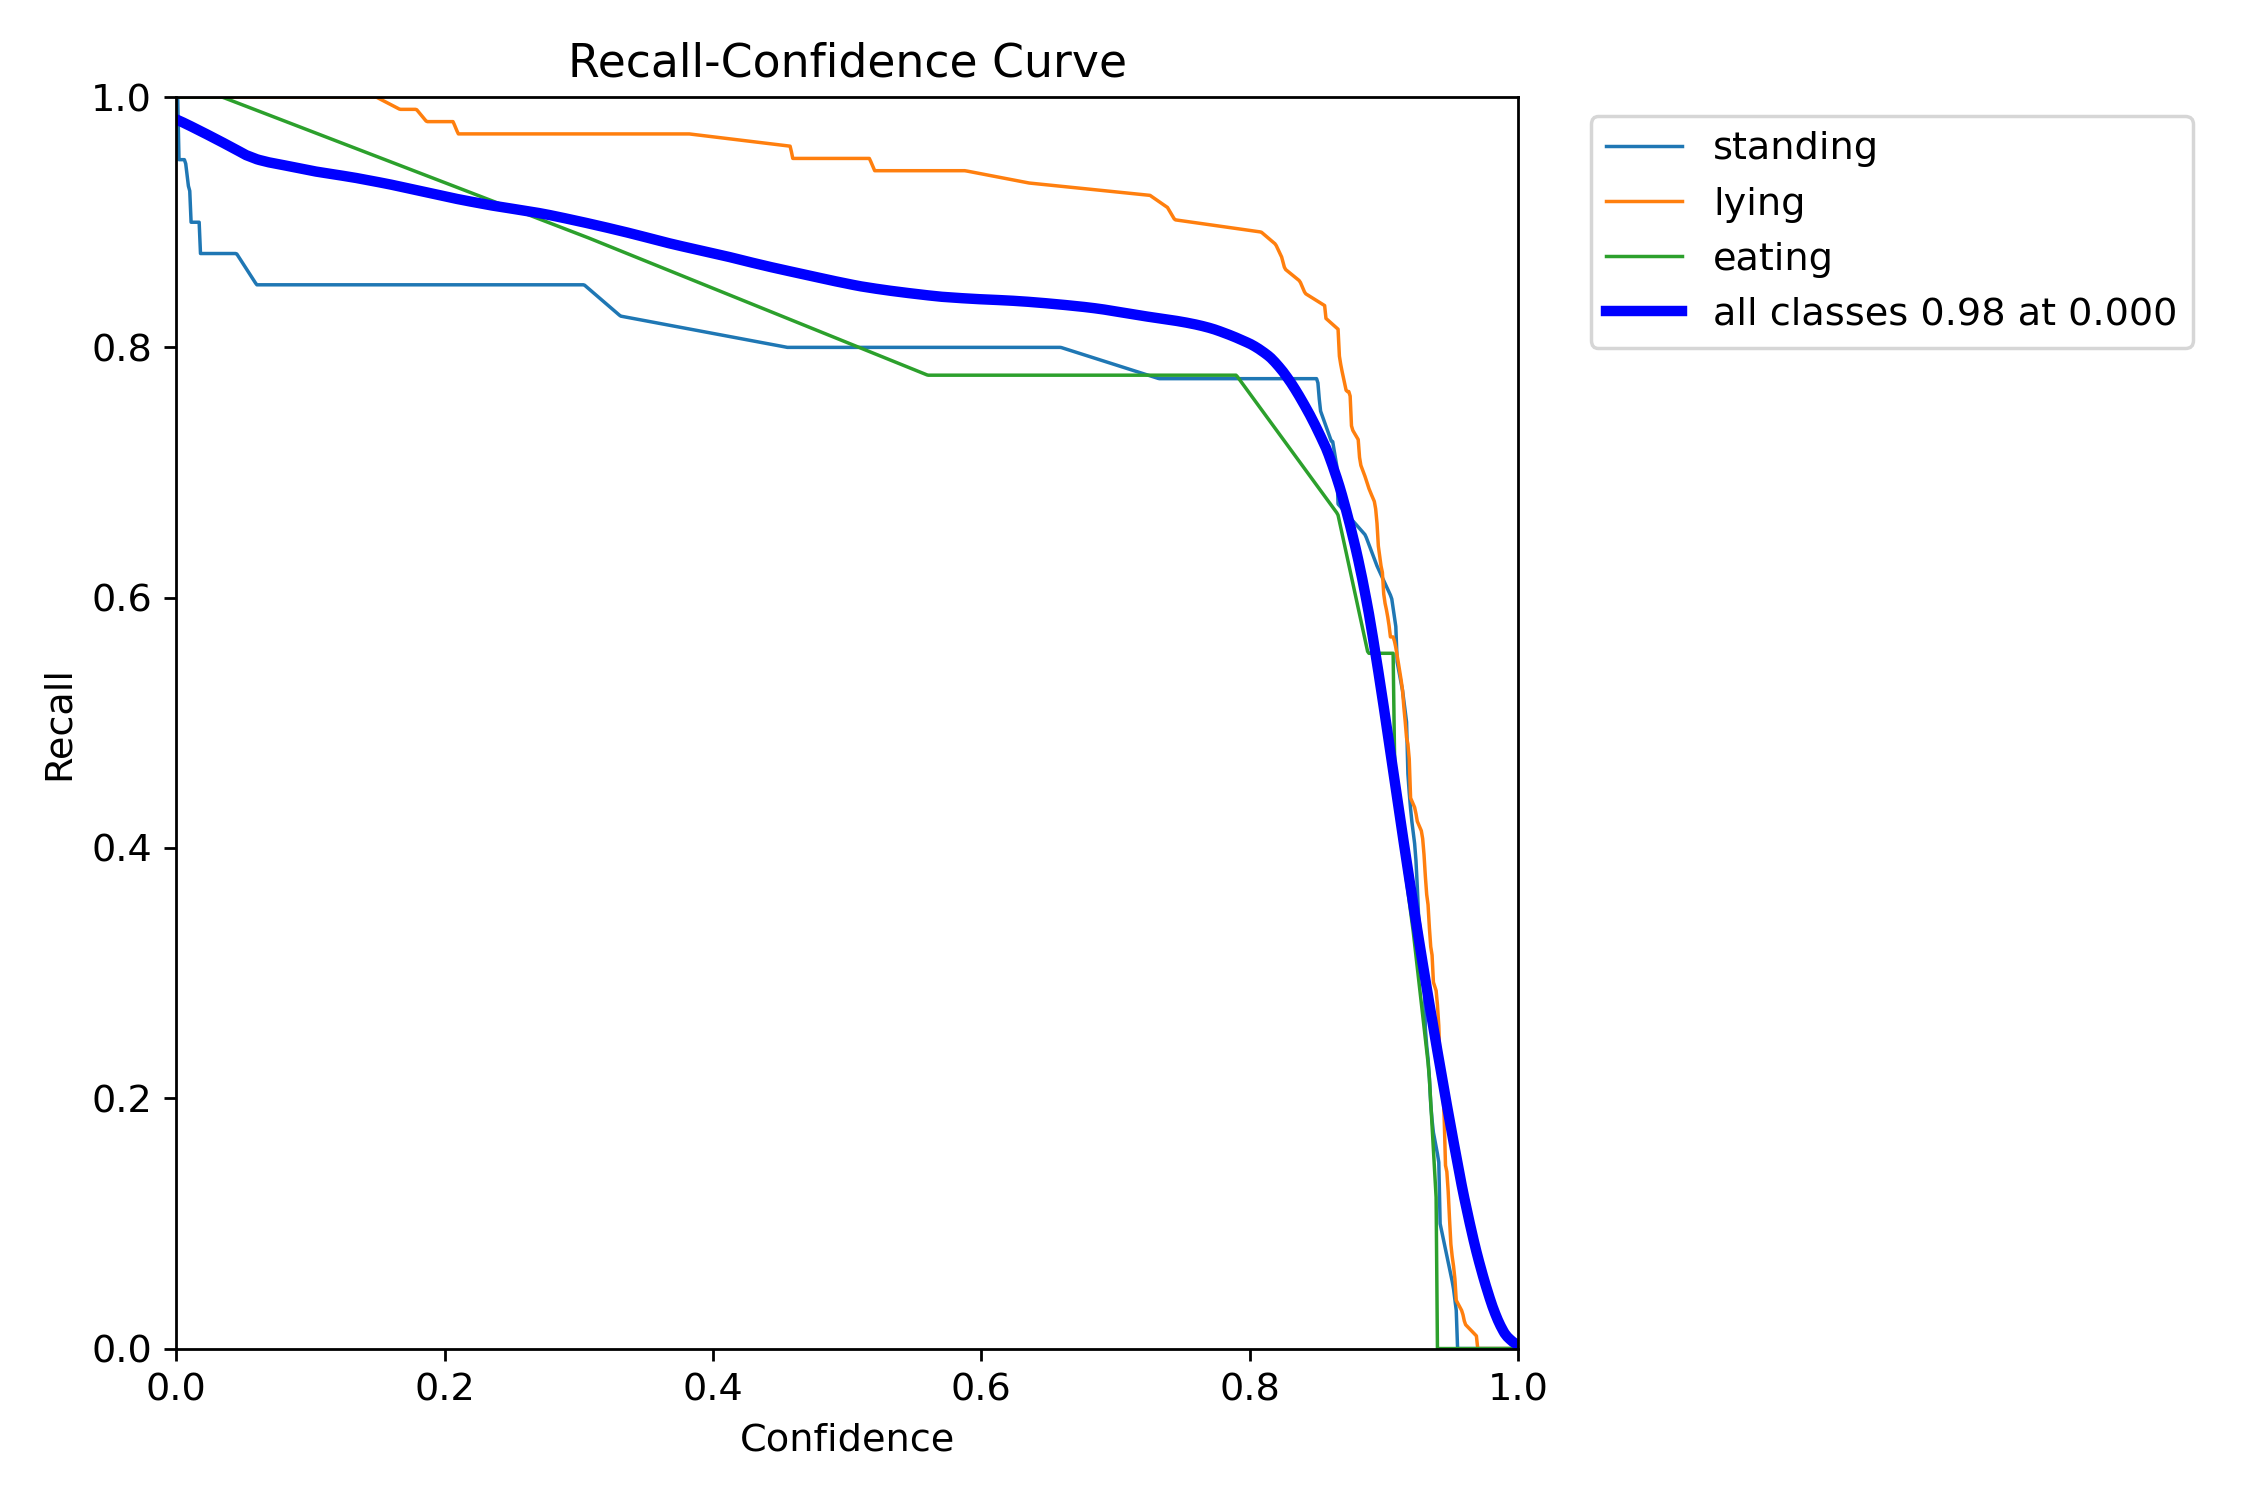 Recall-Confidence Curve
1.0
0.8
0.6
0.4
0.2
0.0
Recall
0.0 0.2 0.4 0.6 0.8 1.0
Confidence
standing
lying
eating
all classes 0.98 at 0.000